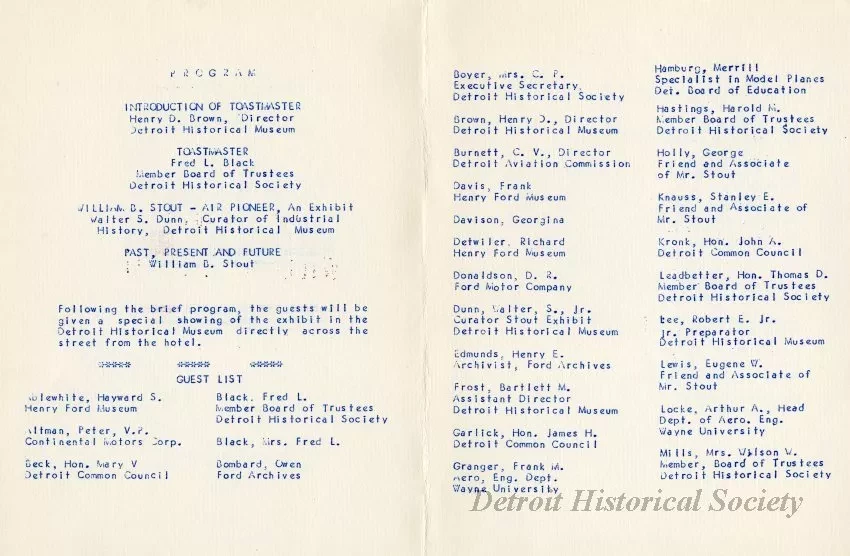 PROGRAM
INTRODUCTION OF TOASTMASTER
Henry D. Brown, Director
Detroit Historical Museum
TOASTMASTER
Fred L. Black
Member Board of Trustees
Detroit Historical Society
WILLIAM B. STOUT - AIR PIONEER, An Exhibit
Walter S. Dunn, Curator of Industrial
History, Detroit Historical Museum
PAST, PRESENT AND FUTURE
William B. Stout
Following the brief program, the guests will be
given a special showing of the exhibit in the
Detroit Historical Museum directly across the
street from the hotel.
***** ***** *****
GUEST LIST
Ablewhite, Hayward S.
Henry Ford Museum
Altman, Peter, V.P.
Continental Motors Corp.
Beck, Hon. Mary V
Detroit Common Council
Black, Fred L.
Member Board of Trustees
Detroit Historical Society
Black, Mrs. Fred L.
Bombard, Owen
Ford Archives
Boyer, Mrs. C. P.
Executive Secretary
Detroit Historical Society
Brown, Henry D., Director
Detroit Historical Museum
Burnett, C. V., Director
Detroit Aviation Commission
Davis, Frank
Henry Ford Museum
Davison, Georgina
Detwiler, Richard
Henry Ford Museum
Donaldson, D. R.
Ford Motor Company
Dunn, Walter, S., Jr.
Curator Stout Exhibit
Detroit Historical Museum
Edmunds, Henry E.
Archivist, Ford Archives
Frost, Bartlett M.
Assistant Director
Detroit Historical Museum
Garlick, Hon. James H.
Detroit Common Council
Granger, Frank M.
Aero, Eng. Dept.
Wayne University
Hamburg, Merrill
Specialist in Model Planes
Det. Board of Education
Hastings, Harold M.
Member Board of Trustees
Detroit Historical Society
Holly, George
Friend and Associate
of Mr. Stout
Knauss, Stanley E.
Friend and Associate of
Mr. Stout
Kronk, Hon. John A.
Detroit Common Council
Leadbetter, Hon. Thomas D.
Member Board of Trustees
Detroit Historical Society
Lee, Robert E. Jr.
Jr. Preparator
Detroit Historical Museum
Lewis, Eugene W.
Friend and Associate of
Mr. Stout
Locke, Arthur A., Head
Dept. of Aero. Eng.
Wayne University
Mills, Mrs. Wilson W.
Member, Board of Trustees
Detroit Historical Society
Detroit Historical Society